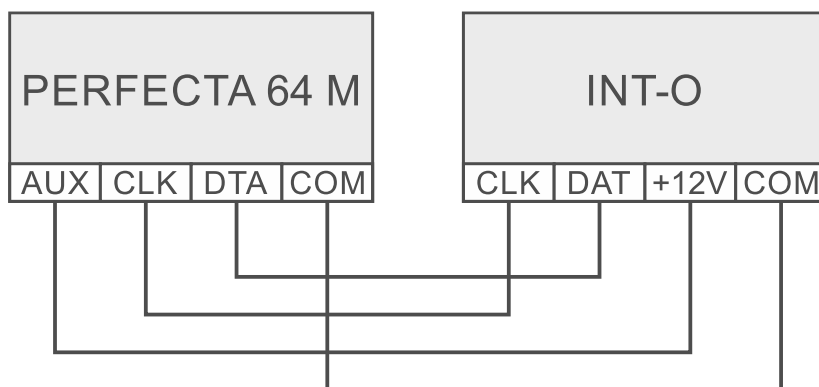 PERFECTA 64 M
INT-O
AUX CLK DTA COM
CLK DAT +12V COM